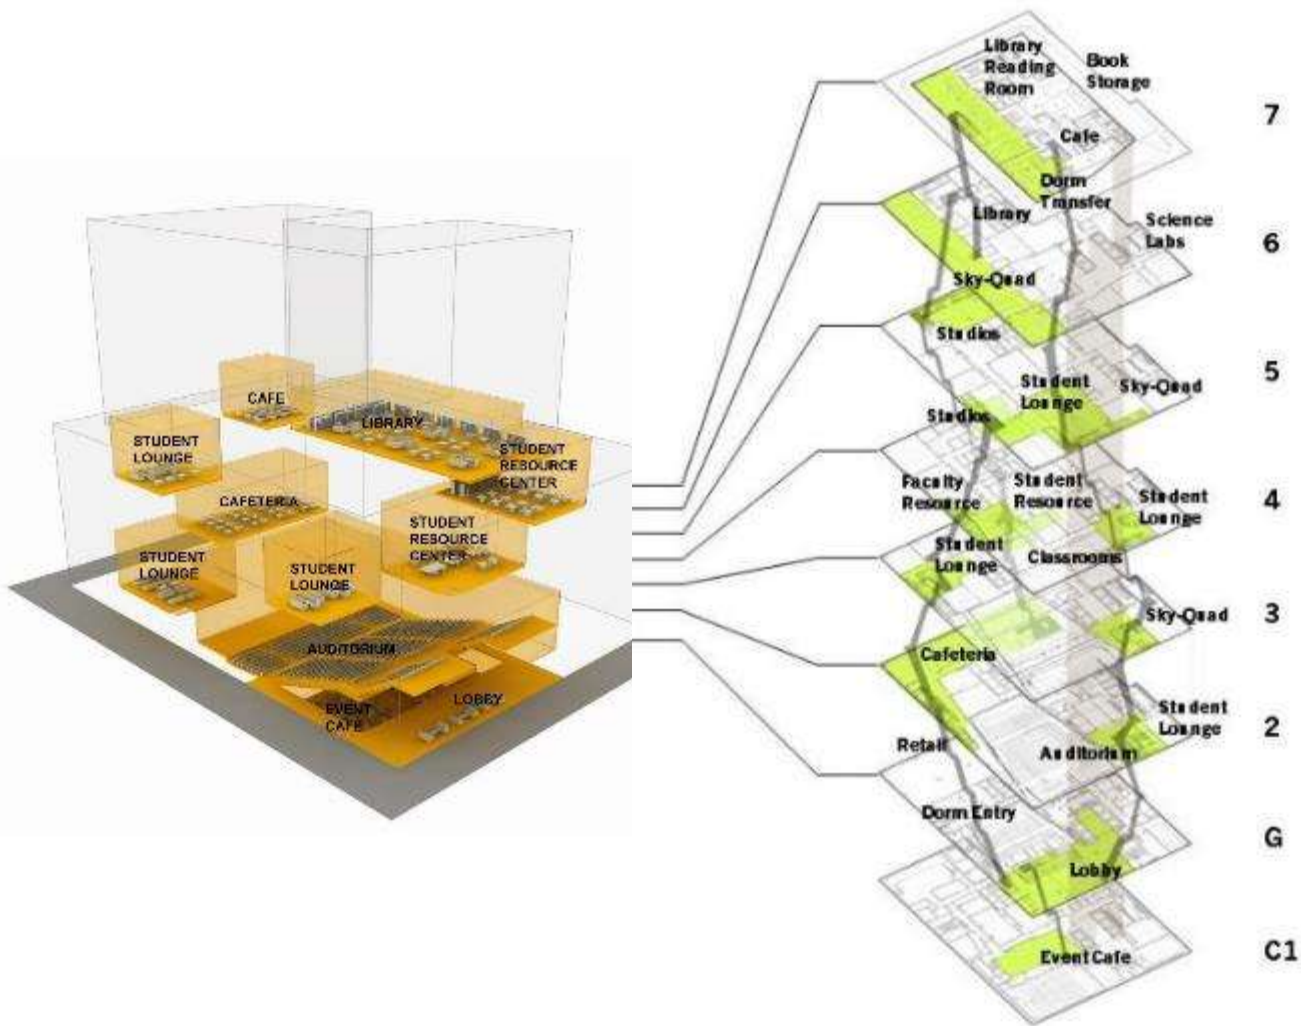 CAFE
LIBRARY
STUDENT
LOUNGE
STUDENT
RESOURCE
CENTER
CAFETERIA
STUDENT
RESOURCE
CENTER
STUDENT
LOUNGE
STUDENT
LOUNGE
AUDITORIUM
EVENT
CAFE
LOBBY
Library
Reading
Room
Book
Storage
7
Cafe
Dorm
Transfer
Library
Science
Labs
6
Sky-Quad
Studios
Student
Lounge
Sky-Quad
5
Studios
Faculty
Resource
Student
Resource
Student
Lounge
4
Student
Lounge
Classrooms
Sky-Quad
3
Cafeteria
Student
Lounge
2
Retail
Auditorium
Dorm Entry
G
Lobby
Event Cafe
C1